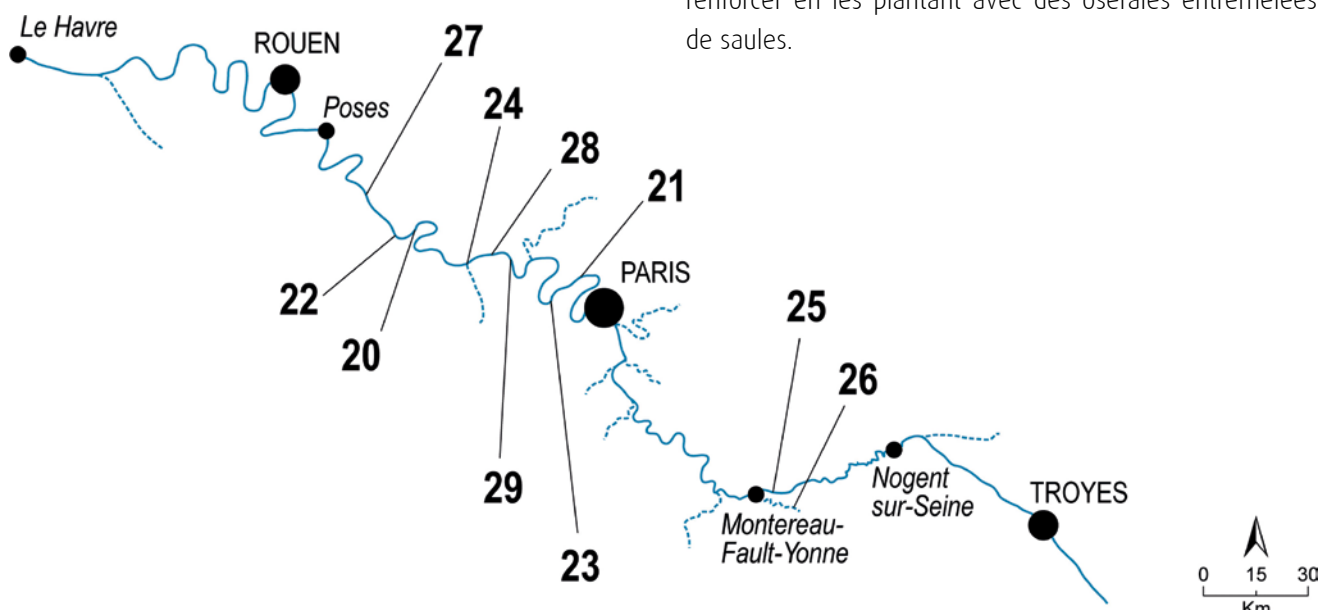 renforcer en les plantant avec des oseraies entremêlées
de saules.
Le Havre
ROUEN
27
Poses
24
28
21
PARIS
22
20
25
26
29
Nogent
sur-Seine
TROYES
Montereau-
Fault-Yonne
23
0 15 30
Km